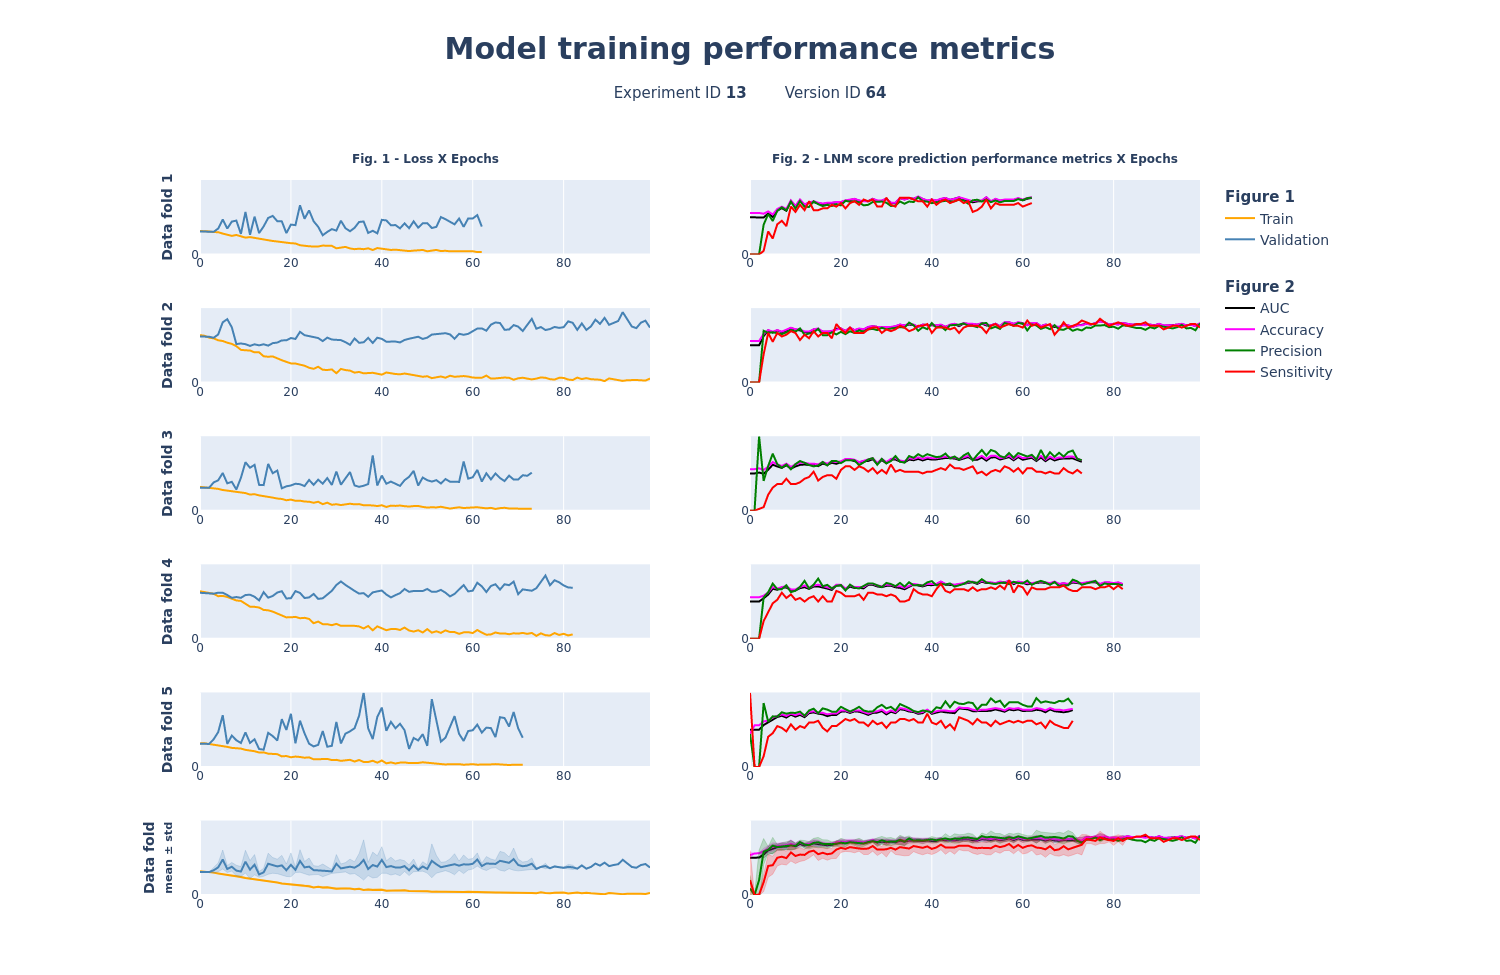 Model training performance metrics
Experiment ID 13 Version ID 64
Fig. 1 - Loss X Epochs
Fig. 2 - LNM score prediction performance metrics X Epochs
Data fold 1
0
0 20 40 60 80
0
0 20 40 60 80
Figure 1
Train
Validation
Figure 2
AUC
Accuracy
Precision
Sensitivity
Data fold 2
0
0 20 40 60 80
0
0 20 40 60 80
Data fold 3
0
0 20 40 60 80
0
0 20 40 60 80
Data fold 4
0
0 20 40 60 80
0
0 20 40 60 80
Data fold 5
0
0 20 40 60 80
0
0 20 40 60 80
Data fold
mean ± std
0
0 20 40 60 80
0
0 20 40 60 80